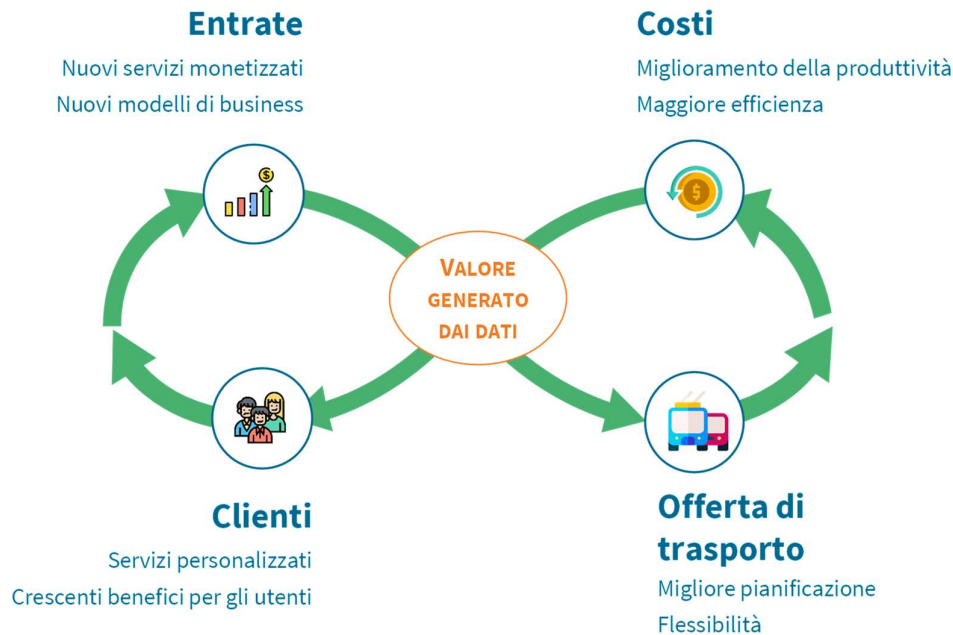 Entrate
Nuovi servizi monetizzati
Nuovi modelli di business
Costi
Miglioramento della produttività
Maggiore efficienza
VALORE
GENERATO
DAI DATI
Clienti
Servizi personalizzati
Crescenti benefici per gli utenti
Offerta di
trasporto
Migliore pianificazione
Flessibilità